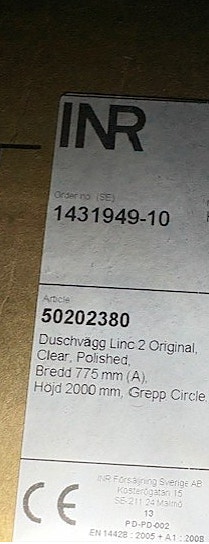 INR
Order no. (SE)
1431949-10
Article
50202380
Duschvägg Linc 2 Original,
Clear, Polished,
Bredd 775 mm (A),
Höjd 2000 mm, Grepp Circle
INR Försäljning Sverige AB
Kosterögatan 15
SE-211 24 Malmö
13
PD-PD-002
EN 14428 : 2005 + A1 : 2008
CE